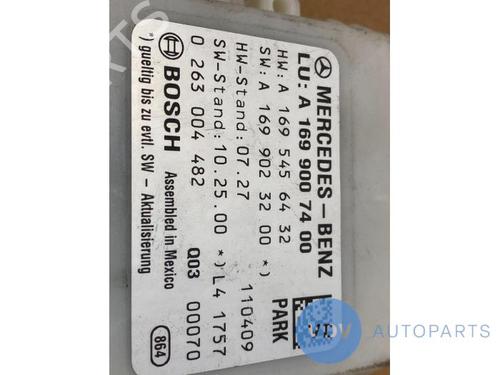 MERCEDES-BENZ
LU: A 169 900 74 00
HW: A 169 545 64 32
SW: A 169 902 32 00 *)
PARK
HW-Stand: 07.27
110409
SW-Stand: 10.25.00 *) L4 1757
0 263 004 482
Q03 00070
BOSCH
Assembled in Mexico
*) gueltig bis zu evtl. SW - Aktualisierung
864
AUTOPARTS